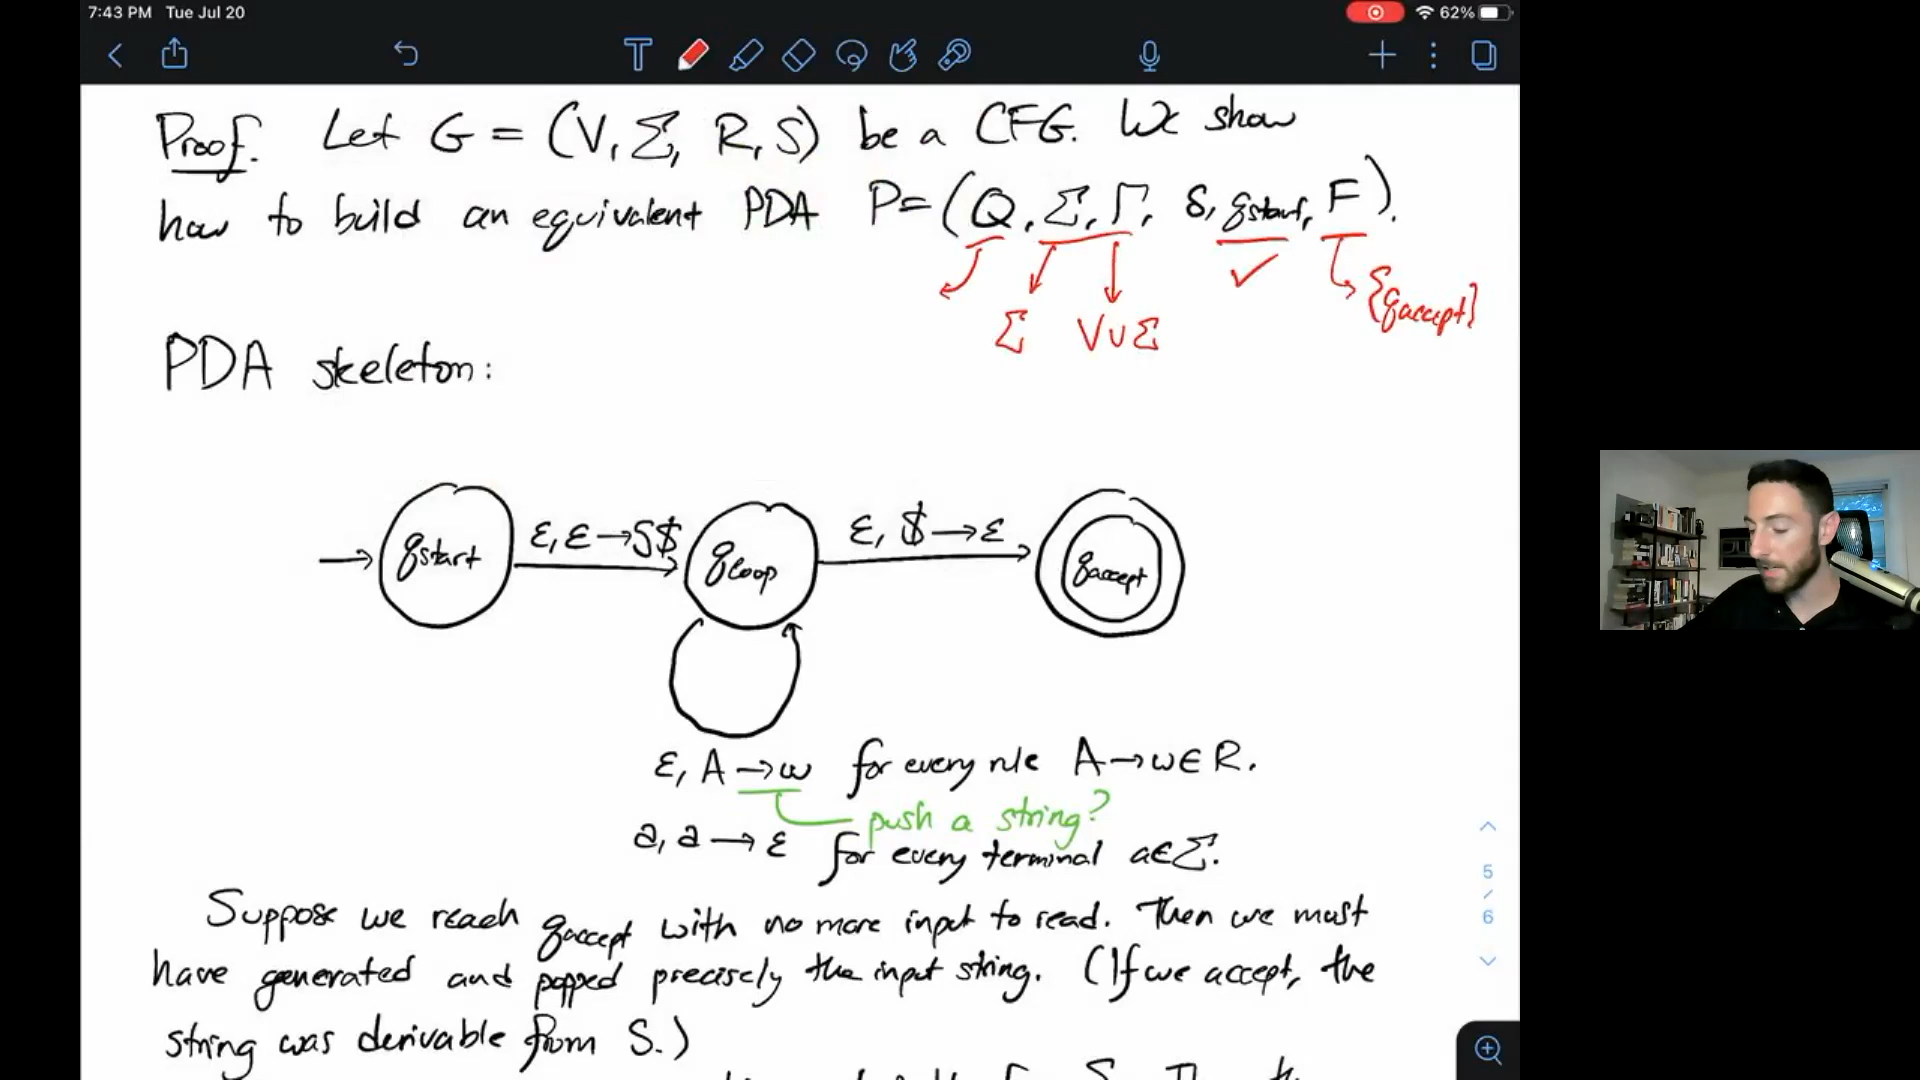 7:43 PM Tue Jul 20
62%
Proof. Let G = (V, Σ, R, S) be a CFG. We show
how to build an equivalent PDA P = (Q, Σ, Γ, δ, qstart, F).
Σ V∪Σ ✓ {qaccept}
PDA skeleton:
qstart ε, ε → S$ qloop ε, $ → ε qaccept
ε, A → w for every rule A → w ∈ R.
push a string?
a, a → ε for every terminal a ∈ Σ.
Suppose we reach qaccept with no more input to read. Then we must
have generated and popped precisely the input string. (If we accept, the
string was derivable from S.)
5
/
6